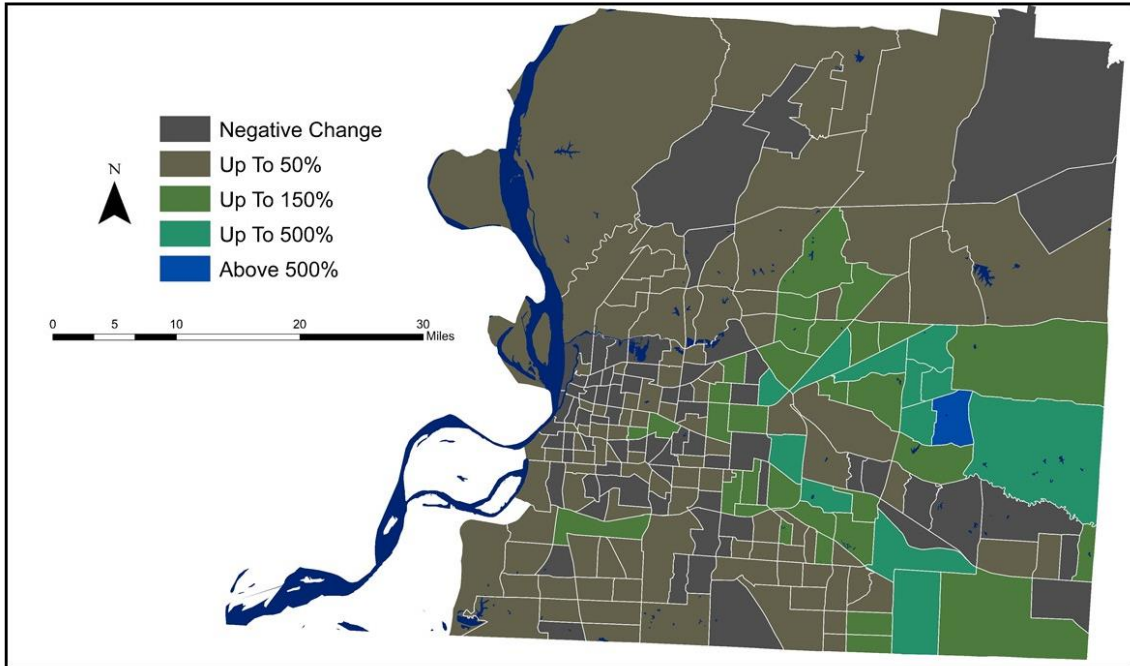 Negative Change
N
Up To 50%
Up To 150%
Up To 500%
Above 500%
0 5 10 20 30
Miles